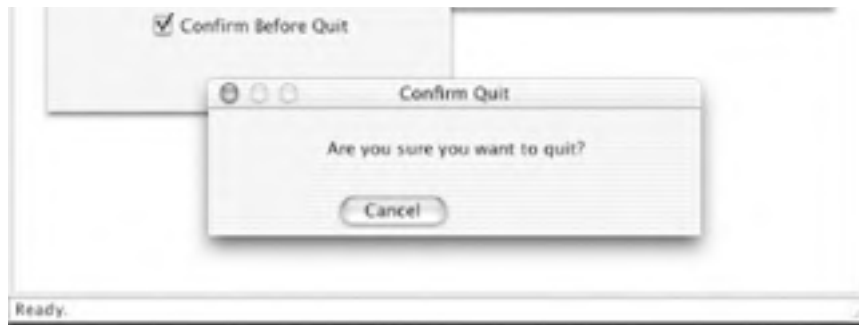 Confirm Before Quit
Confirm Quit
Are you sure you want to quit?
Cancel
Ready.